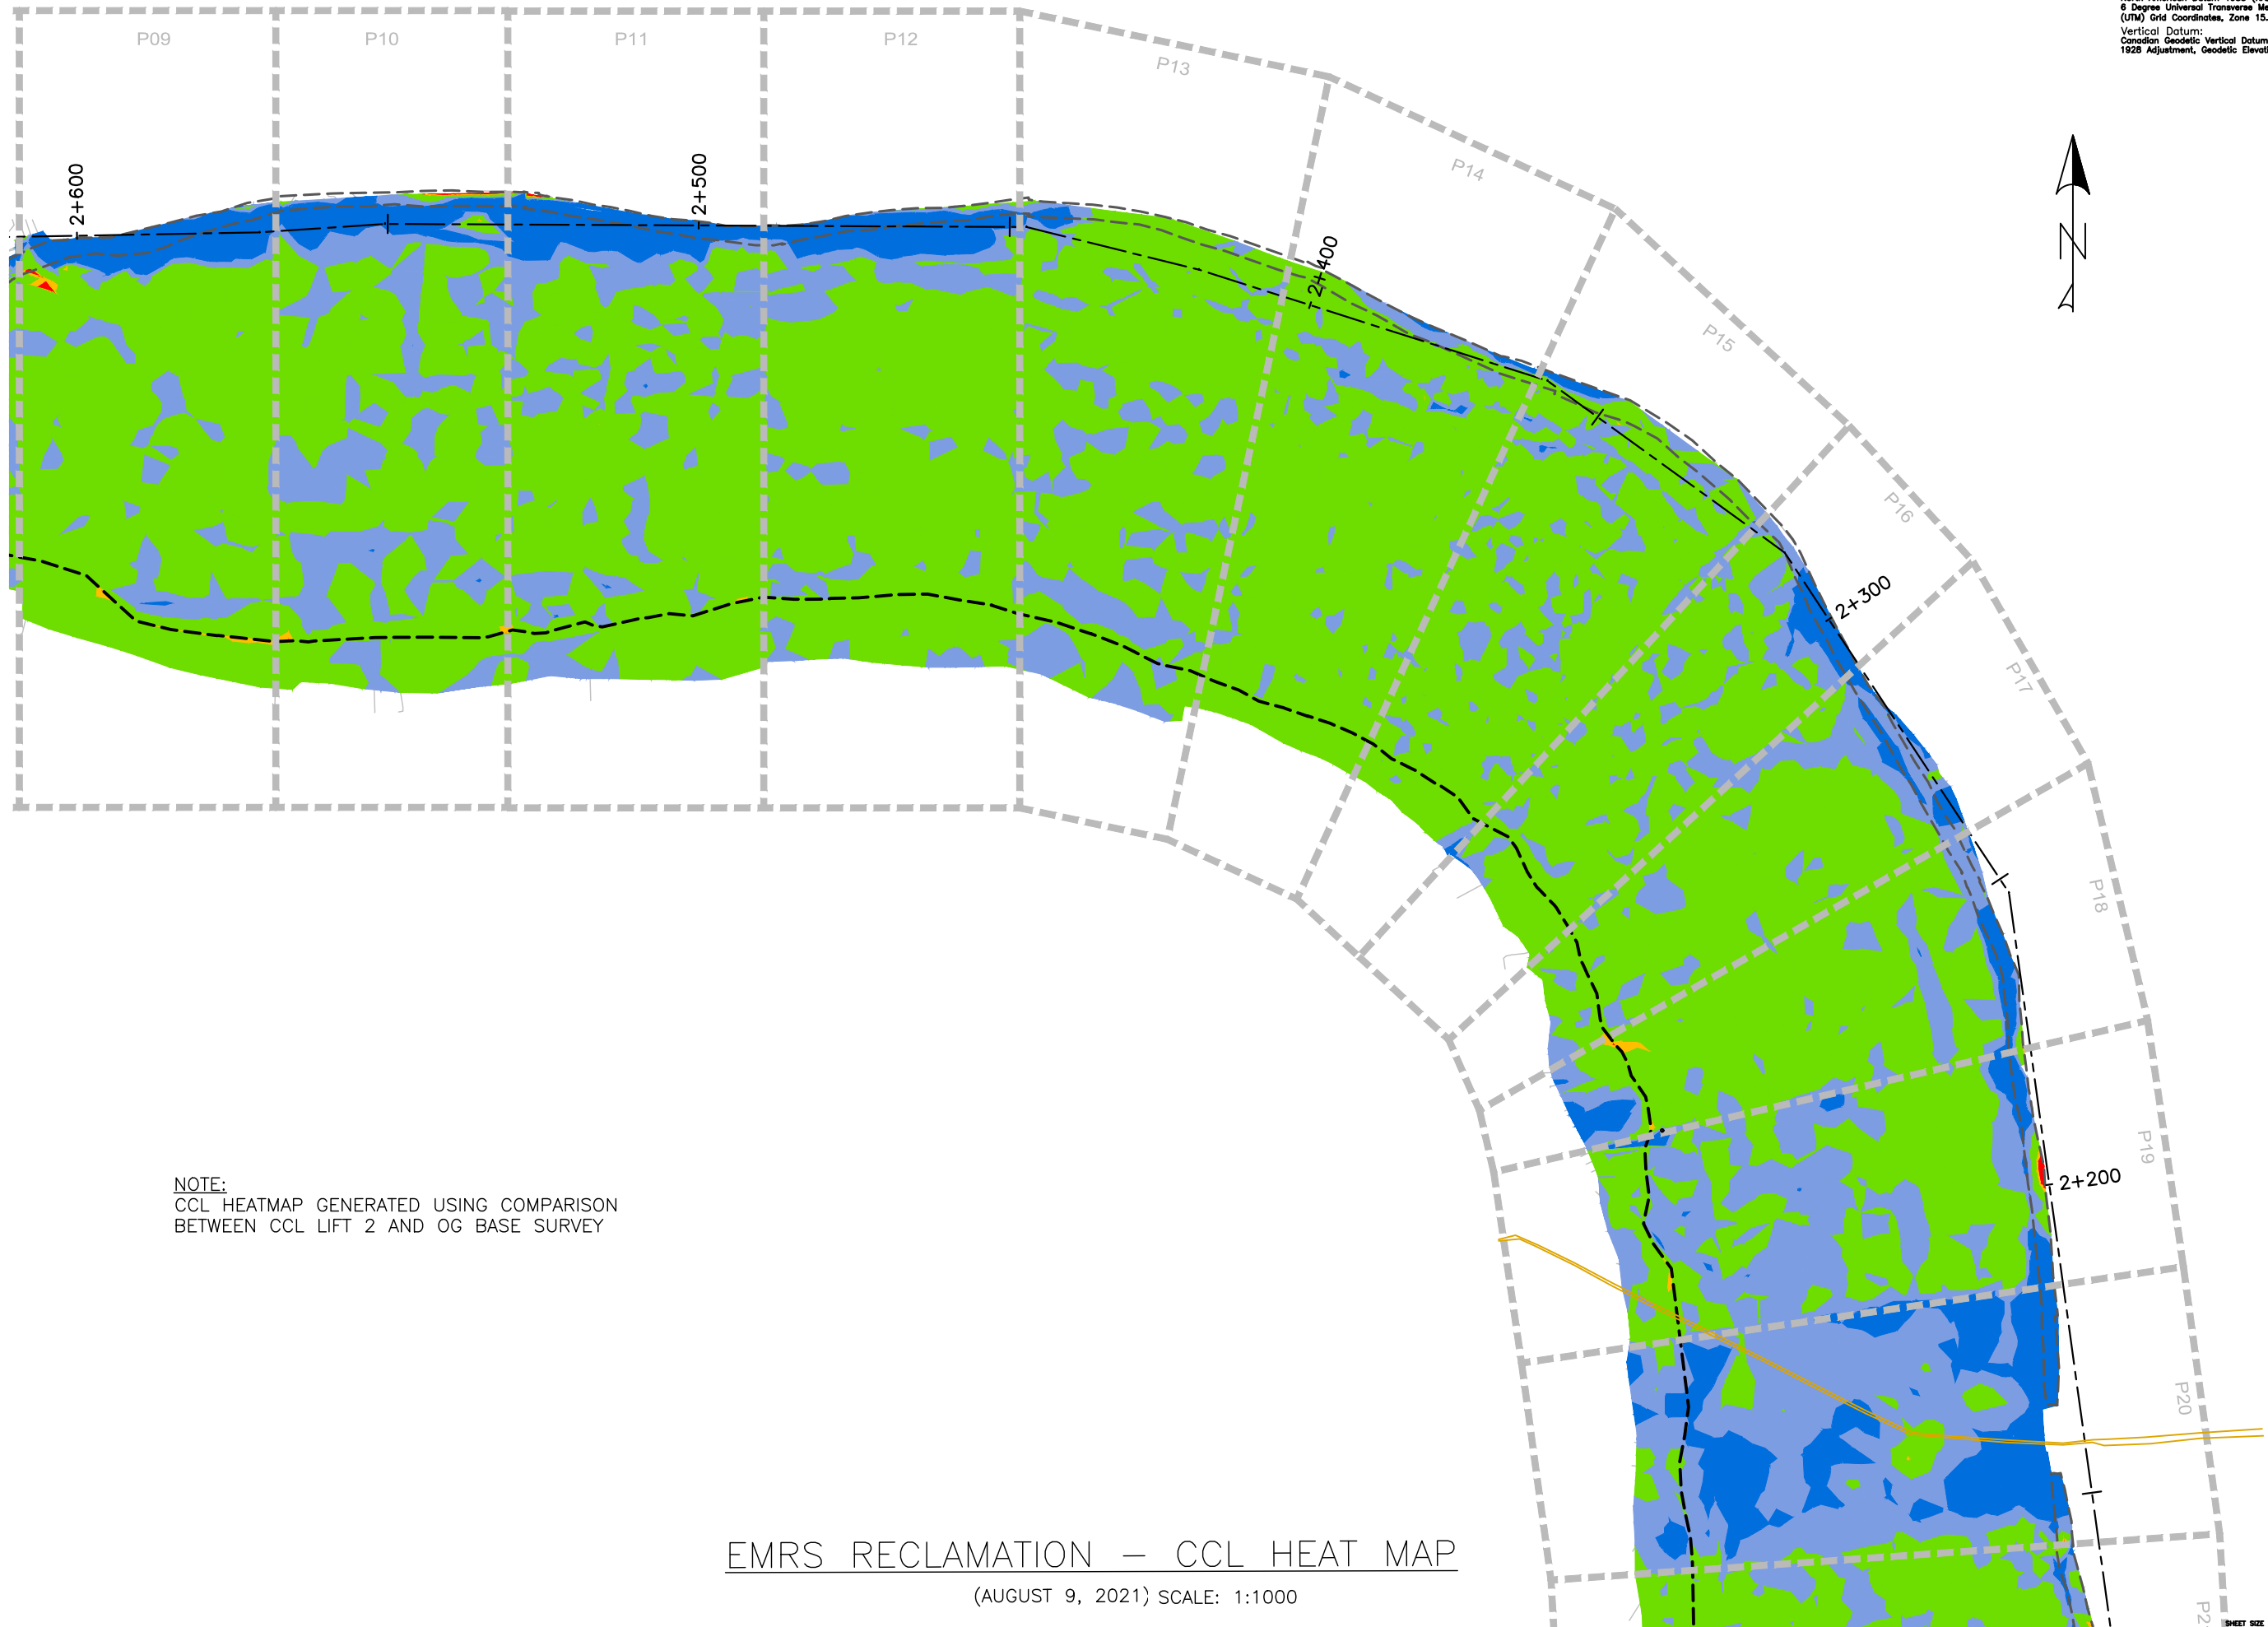 6 Degree Universal Transverse Me
(UTM) Grid Coordinates, Zone 15.
Vertical Datum:
Canadian Geodetic Vertical Datum
1928 Adjustment, Geodetic Elevati
P09
P10
P11
P12
P13
P14
P15
P16
P17
P18
P19
P20
P2
2+600
2+500
2+400
2+300
2+200
N
NOTE:
CCL HEATMAP GENERATED USING COMPARISON
BETWEEN CCL LIFT 2 AND OG BASE SURVEY
EMRS RECLAMATION – CCL HEAT MAP
(AUGUST 9, 2021) SCALE: 1:1000
SHEET SIZE